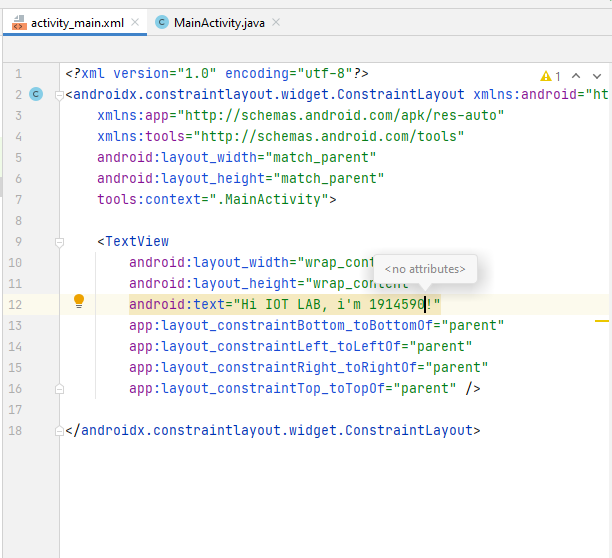 activity_main.xml MainActivity.java
1 <?xml version="1.0" encoding="utf-8"?> 1
2 <androidx.constraintlayout.widget.ConstraintLayout xmlns:android="ht
3 xmlns:app="http://schemas.android.com/apk/res-auto"
4 xmlns:tools="http://schemas.android.com/tools"
5 android:layout_width="match_parent"
6 android:layout_height="match_parent"
7 tools:context=".MainActivity">
8
9 <TextView
10 android:layout_width="wrap_cont
<no attributes>
11 android:layout_height="wrap_content"
12 android:text="Hi IOT LAB, i'm 1914590!"
13 app:layout_constraintBottom_toBottomOf="parent"
14 app:layout_constraintLeft_toLeftOf="parent"
15 app:layout_constraintRight_toRightOf="parent"
16 app:layout_constraintTop_toTopOf="parent" />
17
18 </androidx.constraintlayout.widget.ConstraintLayout>